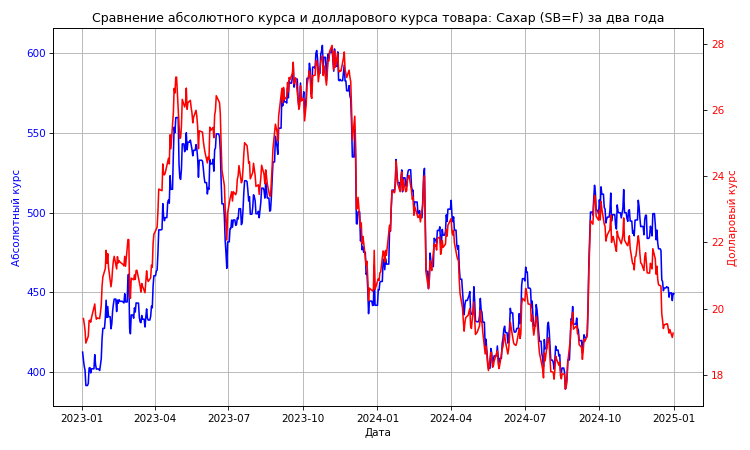 Сравнение абсолютного курса и долларового курса товара: Сахар (SB=F) за два года
Абсолютный курс
600
550
500
450
400
28
26
24
22
20
18
Долларовый курс
2023-01 2023-04 2023-07 2023-10 2024-01 2024-04 2024-07 2024-10 2025-01
Дата